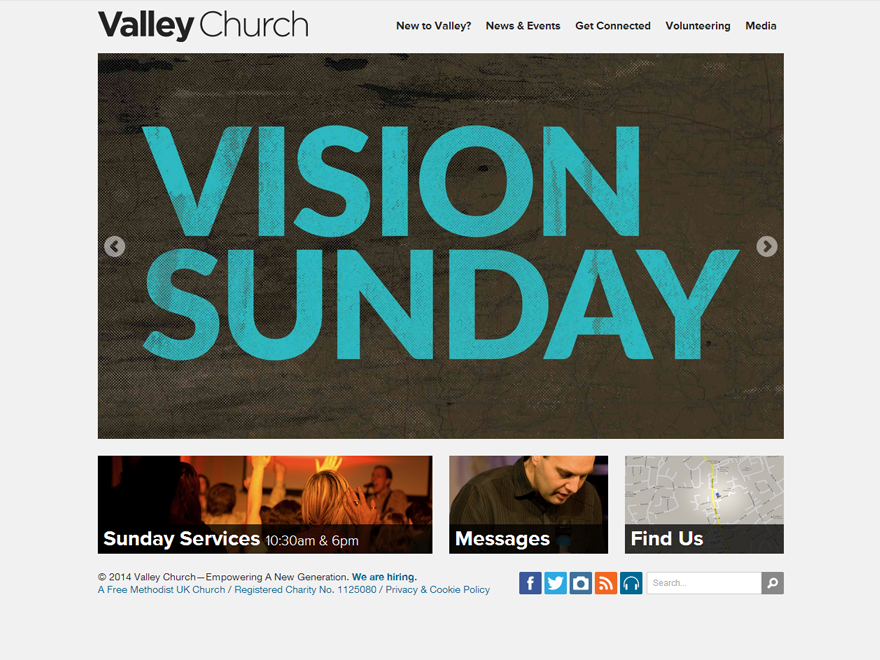 Valley Church
New to Valley? News & Events Get Connected Volunteering Media
VISION
SUNDAY
Sunday Services 10:30am & 6pm
Messages
Find Us
© 2014 Valley Church—Empowering A New Generation. We are hiring.
A Free Methodist UK Church / Registered Charity No. 1125080 / Privacy & Cookie Policy
Search...